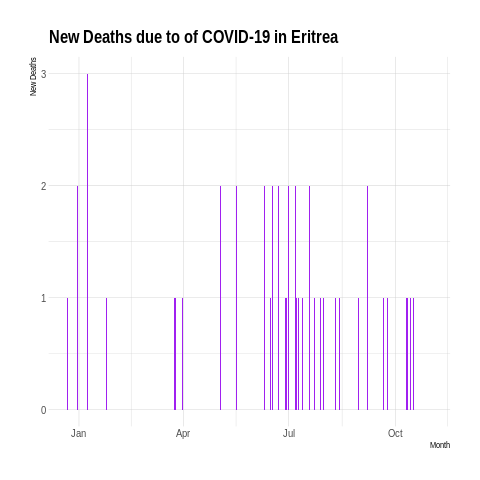 New Deaths due to of COVID-19 in Eritrea
New Deaths
3
2
1
0
Jan Apr Jul Oct
Month